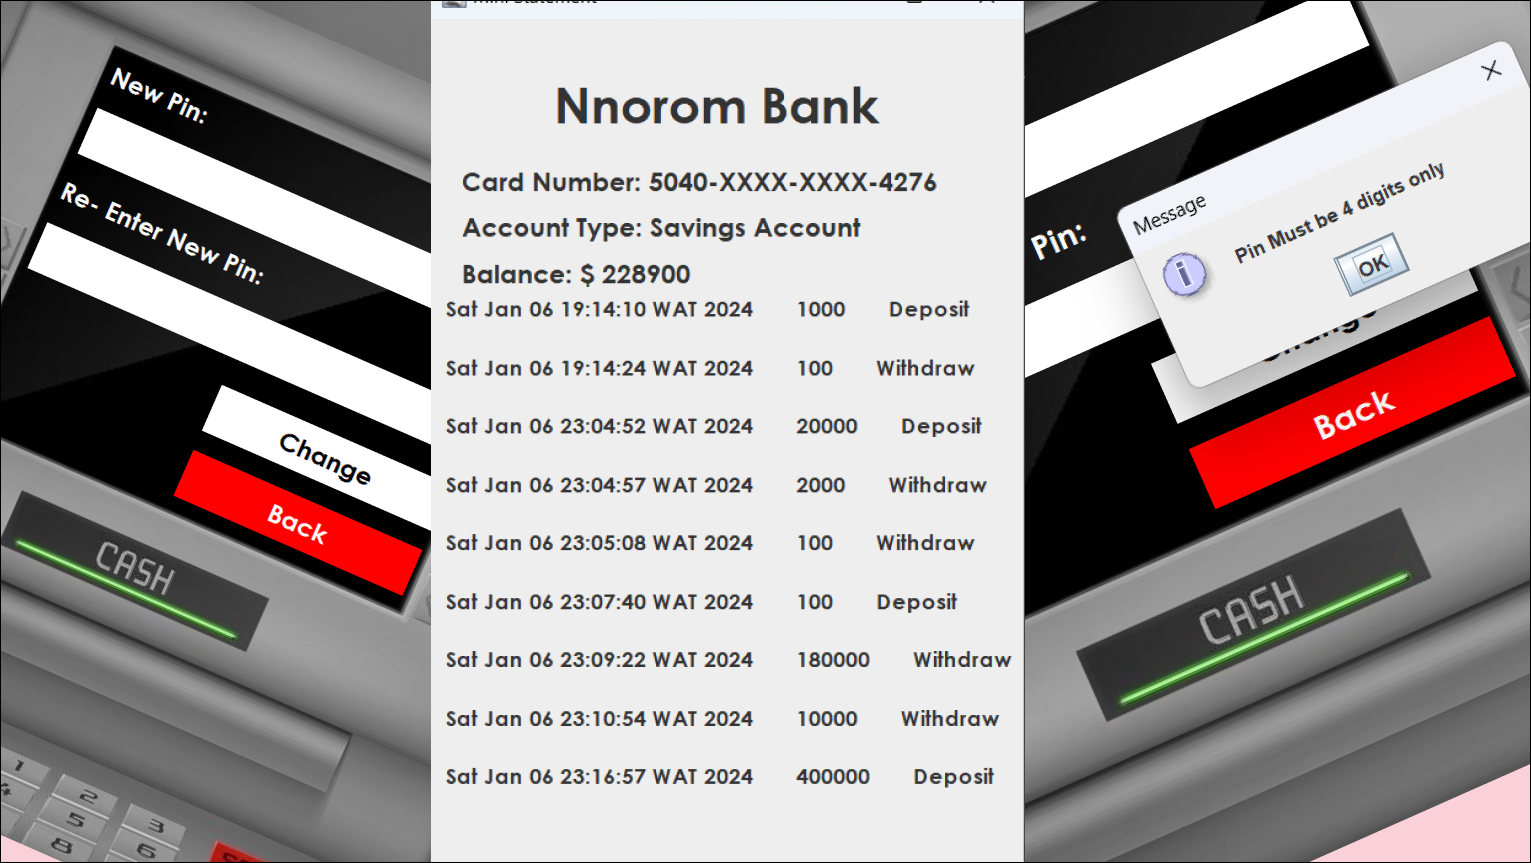 New Pin:
Re- Enter New Pin:
Change
Back
CASH
1
2
3
4
5
6
8
Mini Statement
Nnorom Bank
Card Number: 5040-XXXX-XXXX-4276
Account Type: Savings Account
Balance: $ 228900
Sat Jan 06 19:14:10 WAT 2024 1000 Deposit
Sat Jan 06 19:14:24 WAT 2024 100 Withdraw
Sat Jan 06 23:04:52 WAT 2024 20000 Deposit
Sat Jan 06 23:04:57 WAT 2024 2000 Withdraw
Sat Jan 06 23:05:08 WAT 2024 100 Withdraw
Sat Jan 06 23:07:40 WAT 2024 100 Deposit
Sat Jan 06 23:09:22 WAT 2024 180000 Withdraw
Sat Jan 06 23:10:54 WAT 2024 10000 Withdraw
Sat Jan 06 23:16:57 WAT 2024 400000 Deposit
Pin:
Message
Pin Must be 4 digits only
OK
Change
Back
CASH